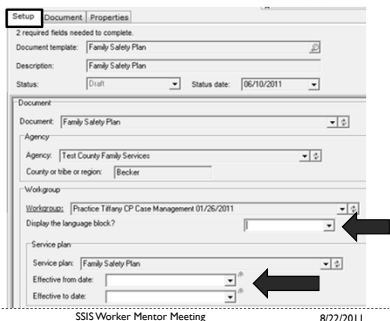 Setup Document Properties
2 required fields needed to complete.
Document template: Family Safety Plan
Description: Family Safety Plan
Status: Draft Status date: 06/10/2011
Document
Document: Family Safety Plan
Agency
Agency: Test County Family Services
County or tribe or region: Becker
Workgroup
Workgroup: Practice Tiffany CP Case Management 01/26/2011
Display the language block?
Service plan
Service plan: Family Safety Plan
Effective from date:
Effective to date:
SSIS Worker Mentor Meeting 8/22/2011